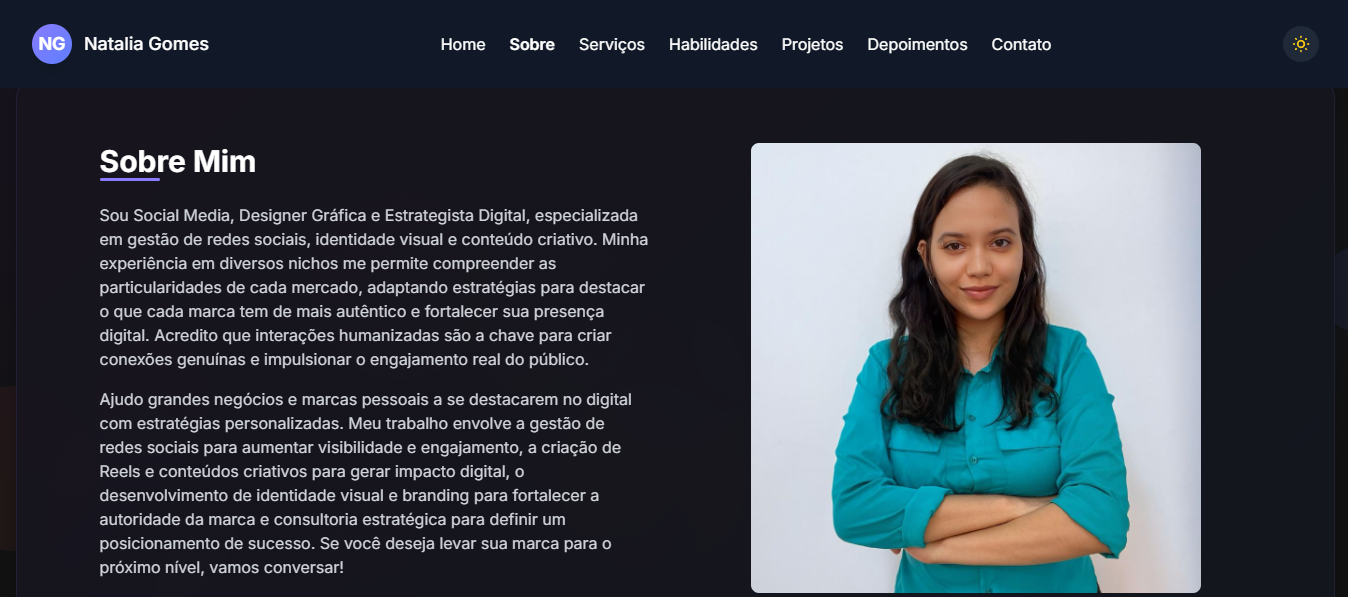 NG
Natalia Gomes
Home
Sobre
Serviços
Habilidades
Projetos
Depoimentos
Contato
Sobre Mim
Sou Social Media, Designer Gráfica e Estrategista Digital, especializada
em gestão de redes sociais, identidade visual e conteúdo criativo. Minha
experiência em diversos nichos me permite compreender as
particularidades de cada mercado, adaptando estratégias para destacar
o que cada marca tem de mais autêntico e fortalecer sua presença
digital. Acredito que interações humanizadas são a chave para criar
conexões genuínas e impulsionar o engajamento real do público.
Ajudo grandes negócios e marcas pessoais a se destacarem no digital
com estratégias personalizadas. Meu trabalho envolve a gestão de
redes sociais para aumentar visibilidade e engajamento, a criação de
Reels e conteúdos criativos para gerar impacto digital, o
desenvolvimento de identidade visual e branding para fortalecer a
autoridade da marca e consultoria estratégica para definir um
posicionamento de sucesso. Se você deseja levar sua marca para o
próximo nível, vamos conversar!